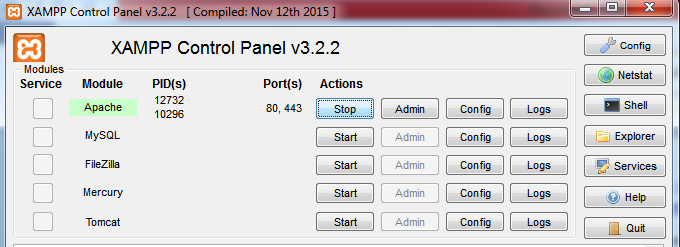 XAMPP Control Panel v3.2.2 [ Compiled: Nov 12th 2015 ]
XAMPP Control Panel v3.2.2
Config
Modules
Service Module PID(s) Port(s) Actions
Netstat
Apache 12732 10296 80, 443 Stop Admin Config Logs
Shell
MySQL Start Admin Config Logs
Explorer
FileZilla Start Admin Config Logs
Services
Mercury Start Admin Config Logs
Help
Tomcat Start Admin Config Logs
Quit